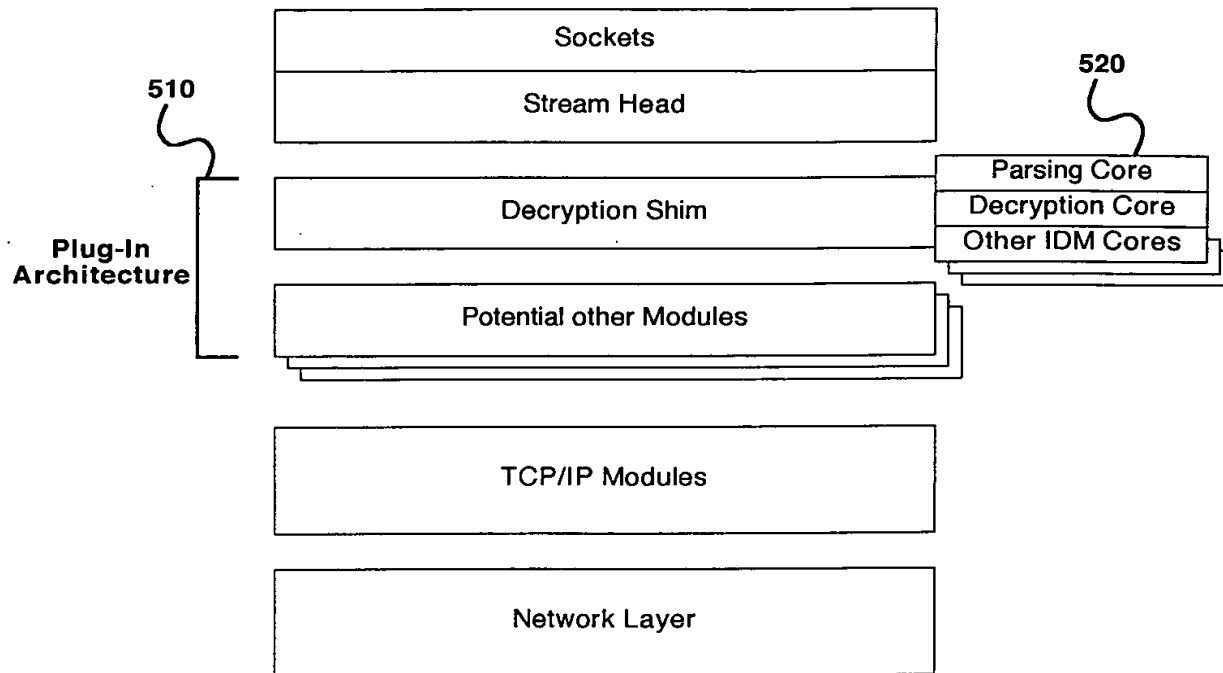 Sockets
520
510
Stream Head
Parsing Core
Decryption Shim
Decryption Core
Plug-In
Architecture
Other IDM Cores
Potential other Modules
TCP/IP Modules
Network Layer